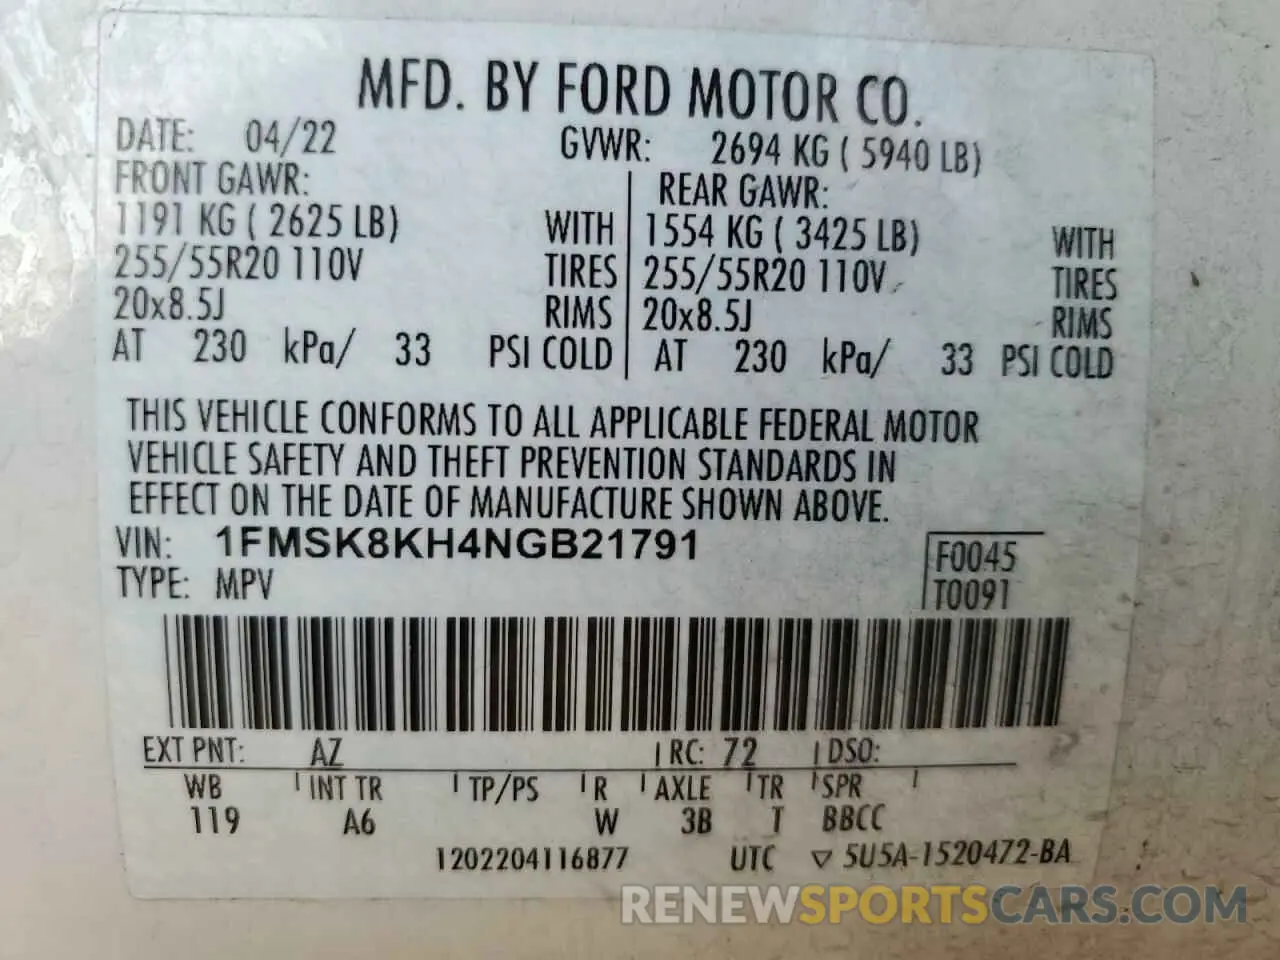 MFD. BY FORD MOTOR CO.
DATE: 04/22 GVWR: 2694 KG ( 5940 LB)
FRONT GAWR: REAR GAWR:
1191 KG ( 2625 LB) WITH 1554 KG ( 3425 LB) WITH
255/55R20 110V TIRES 255/55R20 110V TIRES
20x8.5J RIMS 20x8.5J RIMS
AT 230 kPa/ 33 PSI COLD AT 230 kPa/ 33 PSI COLD
THIS VEHICLE CONFORMS TO ALL APPLICABLE FEDERAL MOTOR
VEHICLE SAFETY AND THEFT PREVENTION STANDARDS IN
EFFECT ON THE DATE OF MANUFACTURE SHOWN ABOVE.
VIN: 1FMSK8KH4NGB21791
TYPE: MPV
F0045
T0091
EXT PNT: AZ RC: 72 DSO:
WB INT TR TP/PS R AXLE TR SPR
119 A6 W 3B T BBCC
1202204116877 UTC ▽ 5U5A-1520472-BA
RENEWSPORTSCARS.COM